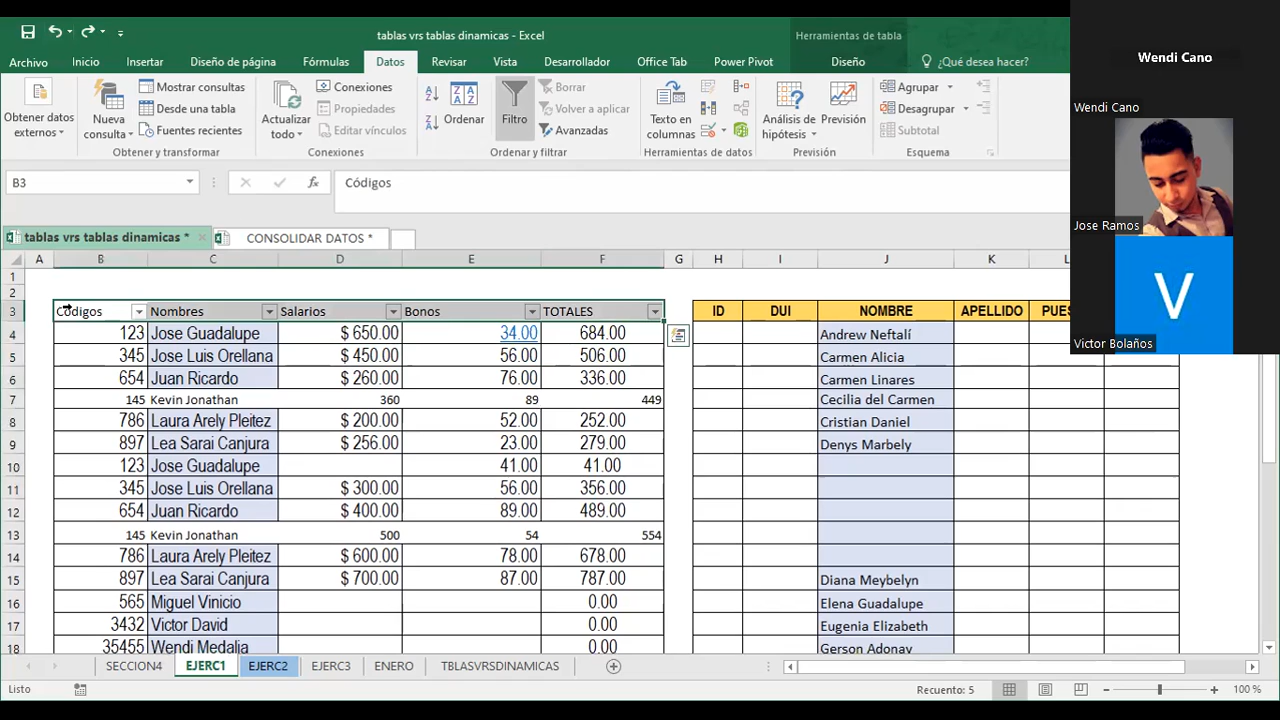 tablas vrs tablas dinamicas - Excel
Herramientas de tabla
Archivo Inicio Insertar Diseño de página Fórmulas Datos Revisar Vista Desarrollador Office Tab Power Pivot Diseño ¿Qué desea hacer?
Obtener datos externos
Nueva consulta
Mostrar consultas
Desde una tabla
Fuentes recientes
Obtener y transformar
Actualizar todo
Conexiones
Propiedades
Editar vínculos
Conexiones
Ordenar
Filtro
Borrar
Volver a aplicar
Avanzadas
Ordenar y filtrar
Texto en columnas
Herramientas de datos
Análisis de hipótesis
Previsión
Previsión
Agrupar
Desagrupar
Subtotal
Esquema
Wendi Cano
Wendi Cano
Jose Ramos
V
Victor Bolaños
B3 fx Códigos
tablas vrs tablas dinamicas * CONSOLIDAR DATOS *
A B C D E F G H I J K L
1
2
3 Códigos Nombres Salarios Bonos TOTALES ID DUI NOMBRE APELLIDO
4 123 Jose Guadalupe $ 650.00 34.00 684.00 Andrew Neftalí
5 345 Jose Luis Orellana $ 450.00 56.00 506.00 Carmen Alicia
6 654 Juan Ricardo $ 260.00 76.00 336.00 Carmen Linares
7 145 Kevin Jonathan 360 89 449 Cecilia del Carmen
8 786 Laura Arely Pleitez $ 200.00 52.00 252.00 Cristian Daniel
9 897 Lea Sarai Canjura $ 256.00 23.00 279.00 Denys Marbely
10 123 Jose Guadalupe 41.00 41.00
11 345 Jose Luis Orellana $ 300.00 56.00 356.00
12 654 Juan Ricardo $ 400.00 89.00 489.00
13 145 Kevin Jonathan 500 54 554
14 786 Laura Arely Pleitez $ 600.00 78.00 678.00
15 897 Lea Sarai Canjura $ 700.00 87.00 787.00 Diana Meybelyn
16 565 Miguel Vinicio 0.00 Elena Guadalupe
17 3432 Victor David 0.00 Eugenia Elizabeth
18 35455 Wendi Medalia 0.00 Gerson Adonay
SECCION4 EJERC1 EJERC2 EJERC3 ENERO TBLASVRSDINAMICAS
Listo Recuento: 5 100 %